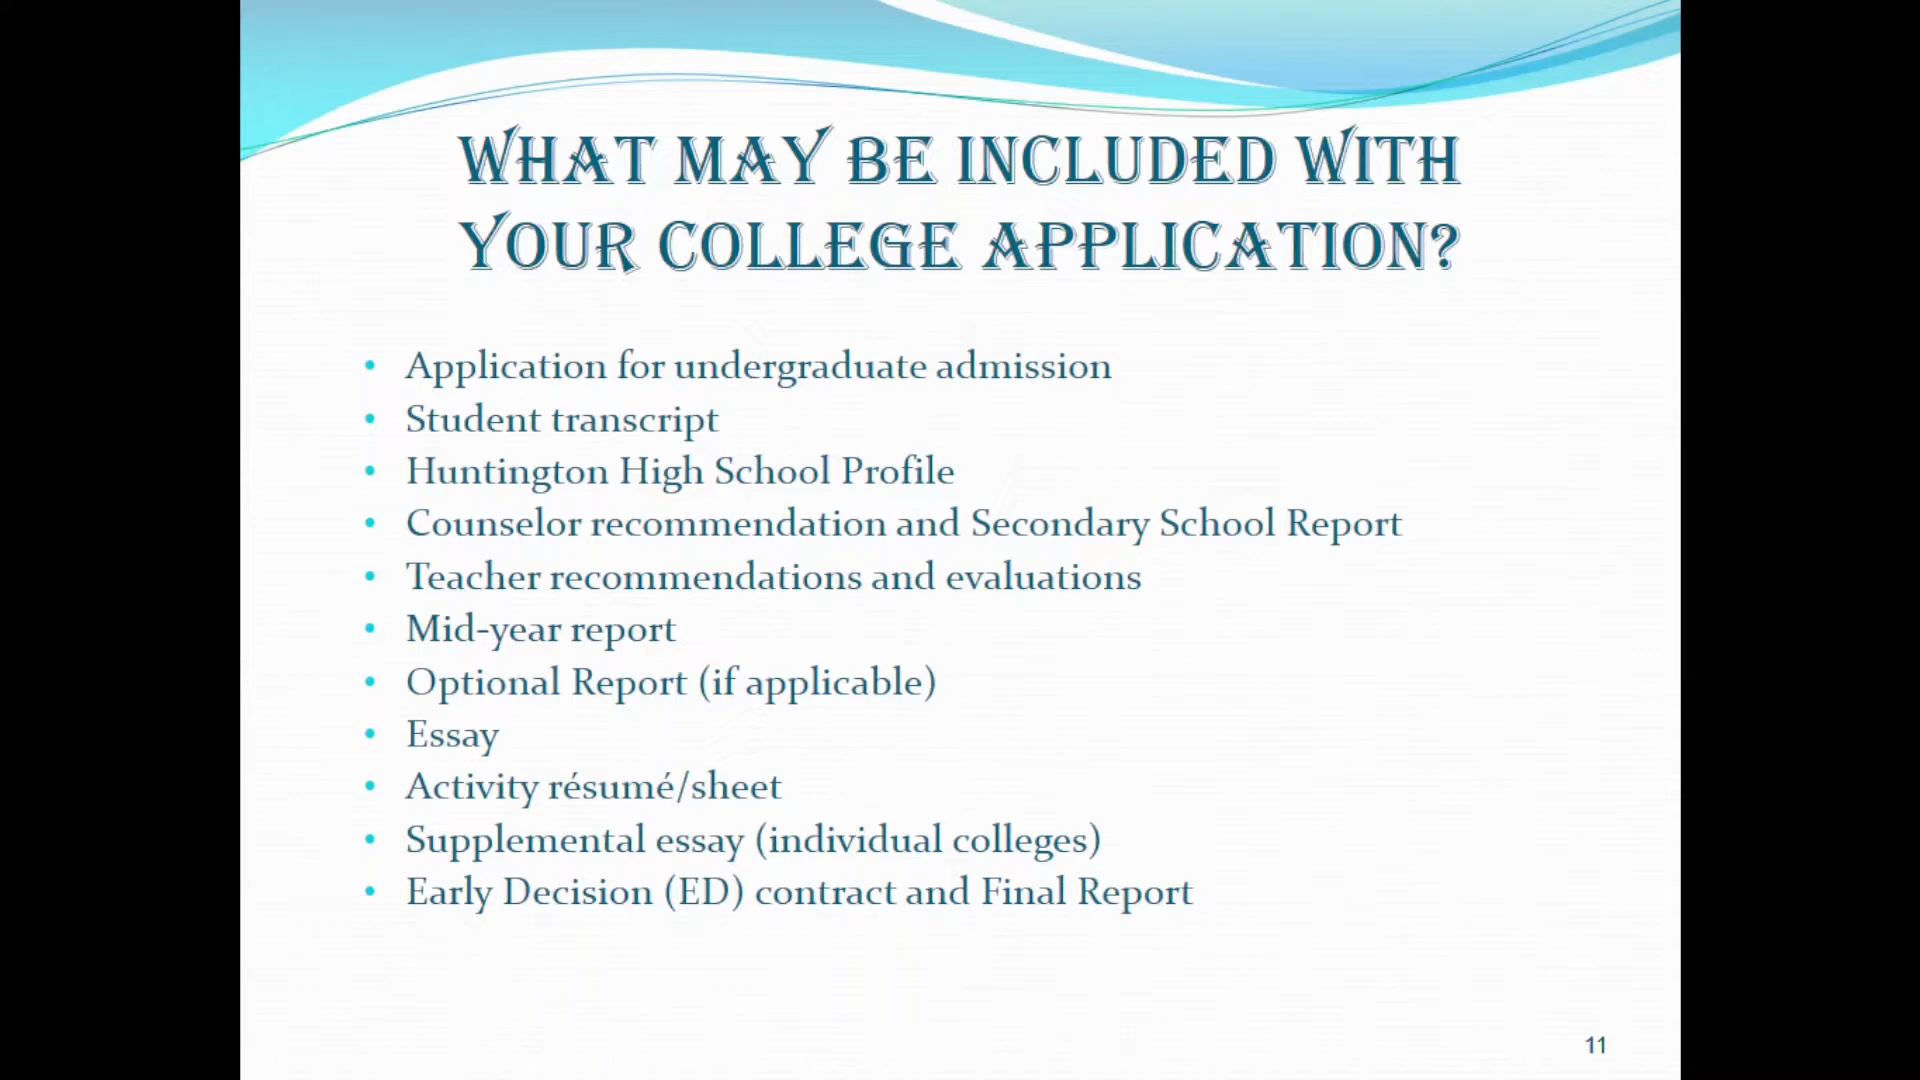 WHAT MAY BE INCLUDED WITH
YOUR COLLEGE APPLICATION?
• Application for undergraduate admission
• Student transcript
• Huntington High School Profile
• Counselor recommendation and Secondary School Report
• Teacher recommendations and evaluations
• Mid-year report
• Optional Report (if applicable)
• Essay
• Activity résumé/sheet
• Supplemental essay (individual colleges)
• Early Decision (ED) contract and Final Report
11